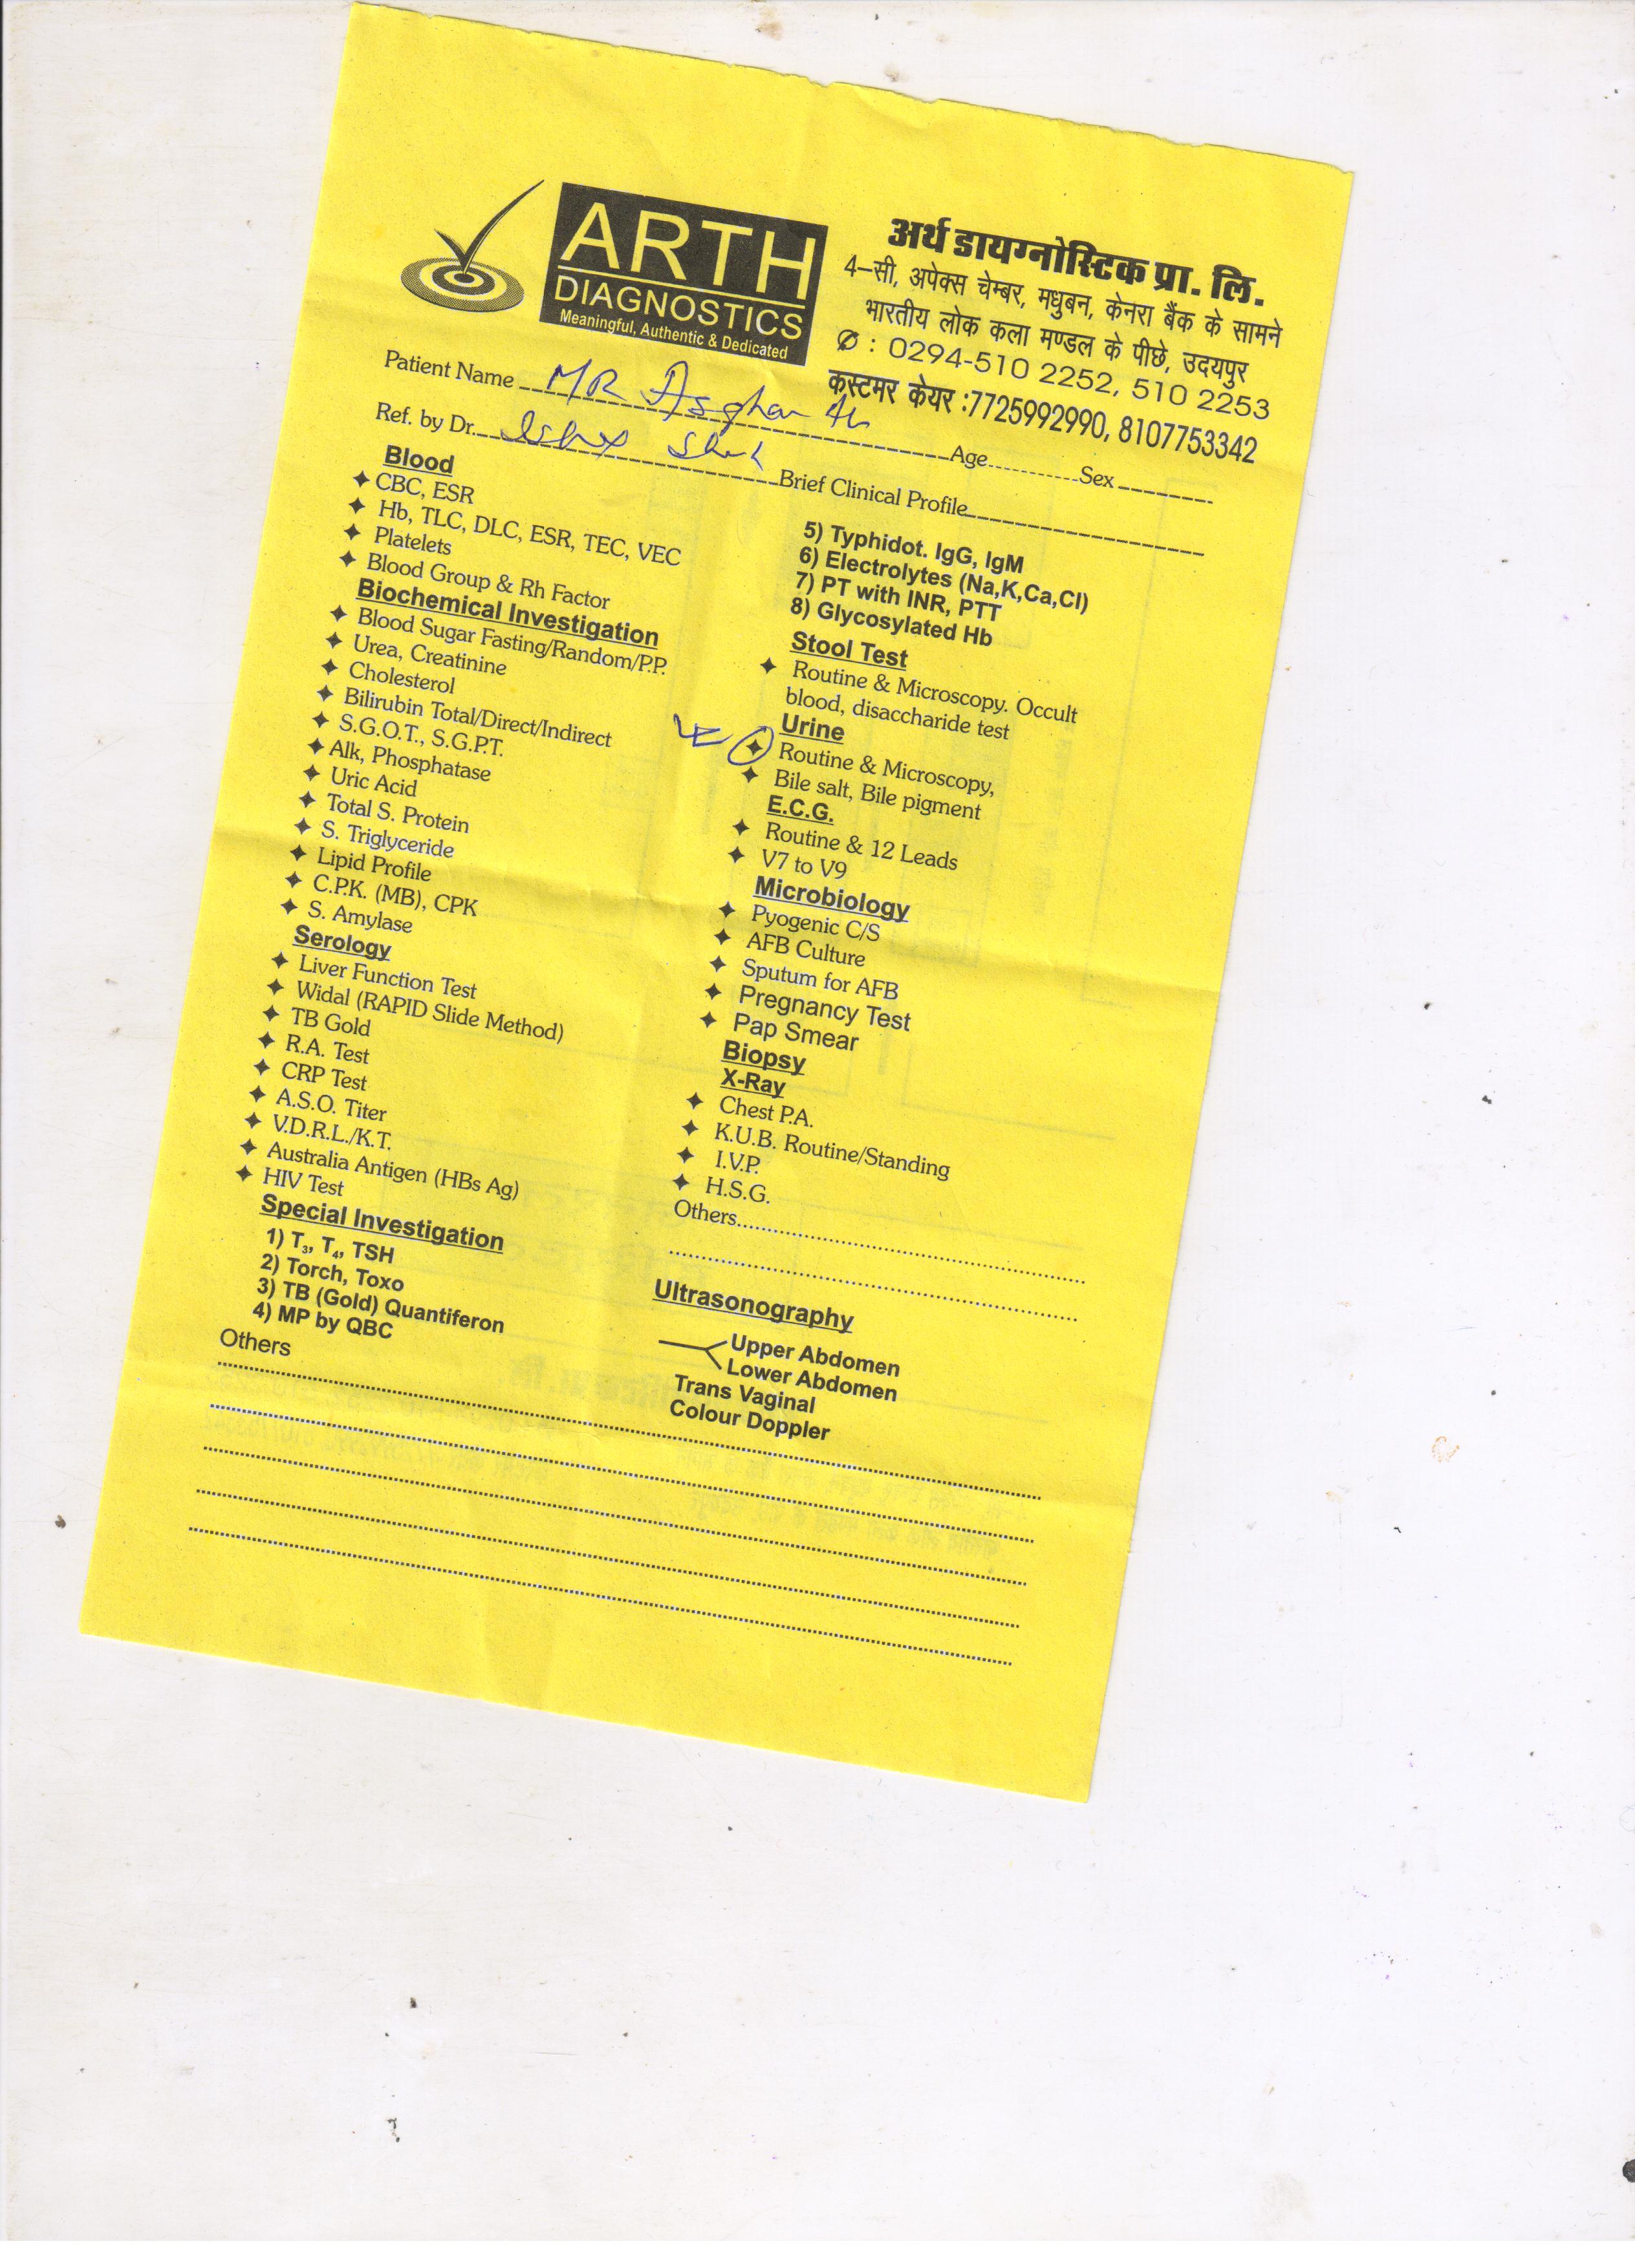 ARTH
DIAGNOSTICS
Meaningful, Authentic & Dedicated
अर्थ डायग्नोस्टिक प्रा. लि.
4–सी, अपेक्स चेम्बर, मधुबन, केनरा बैंक के सामने
भारतीय लोक कला मण्डल के पीछे, उदयपुर
✆ : 0294-510 2252, 510 2253
कस्टमर केयर :7725992990, 8107753342
Patient Name MR Asghar Ali
Age Sex
Ref. by Dr.
Brief Clinical Profile
Blood
CBC, ESR
Hb, TLC, DLC, ESR, TEC, VEC
Platelets
Blood Group & Rh Factor
Biochemical Investigation
Blood Sugar Fasting/Random/P.P.
Urea, Creatinine
Cholesterol
Bilirubin Total/Direct/Indirect
S.G.O.T., S.G.P.T.
Alk, Phosphatase
Uric Acid
Total S. Protein
S. Triglyceride
Lipid Profile
C.P.K. (MB), CPK
S. Amylase
Serology
Liver Function Test
Widal (RAPID Slide Method)
TB Gold
R.A. Test
CRP Test
A.S.O. Titer
V.D.R.L./K.T.
Australia Antigen (HBs Ag)
HIV Test
Special Investigation
1) T₃, T₄, TSH
2) Torch, Toxo
3) TB (Gold) Quantiferon
4) MP by QBC
Others
5) Typhidot. IgG, IgM
6) Electrolytes (Na,K,Ca,Cl)
7) PT with INR, PTT
8) Glycosylated Hb
Stool Test
Routine & Microscopy. Occult
blood, disaccharide test
Urine
Routine & Microscopy,
Bile salt, Bile pigment
E.C.G.
Routine & 12 Leads
V7 to V9
Microbiology
Pyogenic C/S
AFB Culture
Sputum for AFB
Pregnancy Test
Pap Smear
Biopsy
X-Ray
Chest P.A.
K.U.B. Routine/Standing
I.V.P.
H.S.G.
Others
Ultrasonography
Upper Abdomen
Lower Abdomen
Trans Vaginal
Colour Doppler